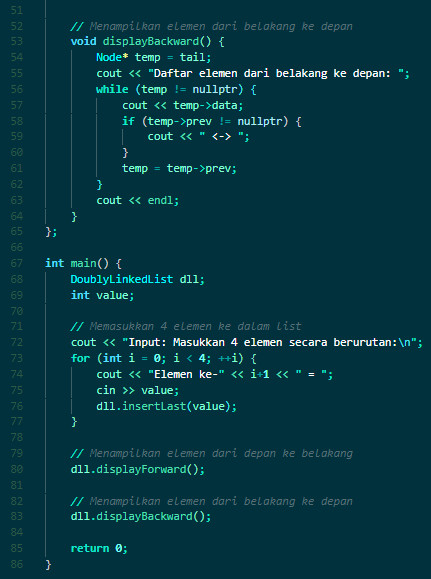 51
52 // Menampilkan elemen dari belakang ke depan
53 void displayBackward() {
54 Node* temp = tail;
55 cout << "Daftar elemen dari belakang ke depan: ";
56 while (temp != nullptr) {
57 cout << temp->data;
58 if (temp->prev != nullptr) {
59 cout << " <-> ";
60 }
61 temp = temp->prev;
62 }
63 cout << endl;
64 }
65 };
66
67 int main() {
68 DoublyLinkedList dll;
69 int value;
70
71 // Memasukkan 4 elemen ke dalam list
72 cout << "Input: Masukkan 4 elemen secara berurutan:\n";
73 for (int i = 0; i < 4; ++i) {
74 cout << "Elemen ke-" << i+1 << " = ";
75 cin >> value;
76 dll.insertLast(value);
77 }
78
79 // Menampilkan elemen dari depan ke belakang
80 dll.displayForward();
81
82 // Menampilkan elemen dari belakang ke depan
83 dll.displayBackward();
84
85 return 0;
86 }